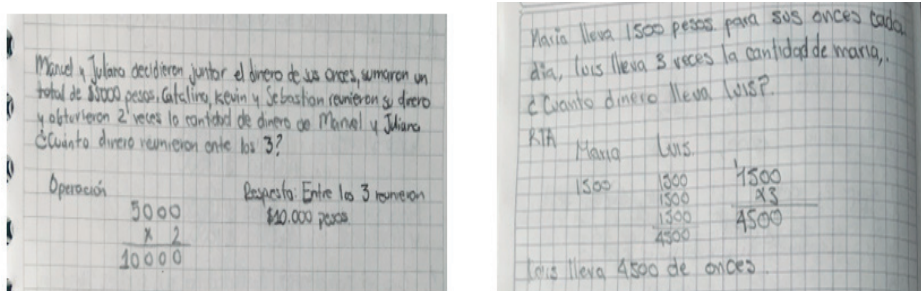 Manuel y Juliana decidieron juntar el dinero de sus onces, sumaron un
total de $5000 pesos, Catalina, Kevin y Sebastian reunieron su dinero
y obtuvieron 2 veces la cantidad de dinero de Manuel y Juliana
¿Cuánto dinero reunieron entre los 3?
Operación
5000
x 2
10000
Respuesta: Entre los 3 reunieron
$10.000 pesos
Maria lleva 1500 pesos para sus onces cada
dia, luis lleva 3 veces la cantidad de maria,
¿Cuanto dinero lleva luis?.
RTA
Maria
1500
Luis.
1500
1500
1500
4500
1
1500
x3
4500
luis lleva 4500 de onces.